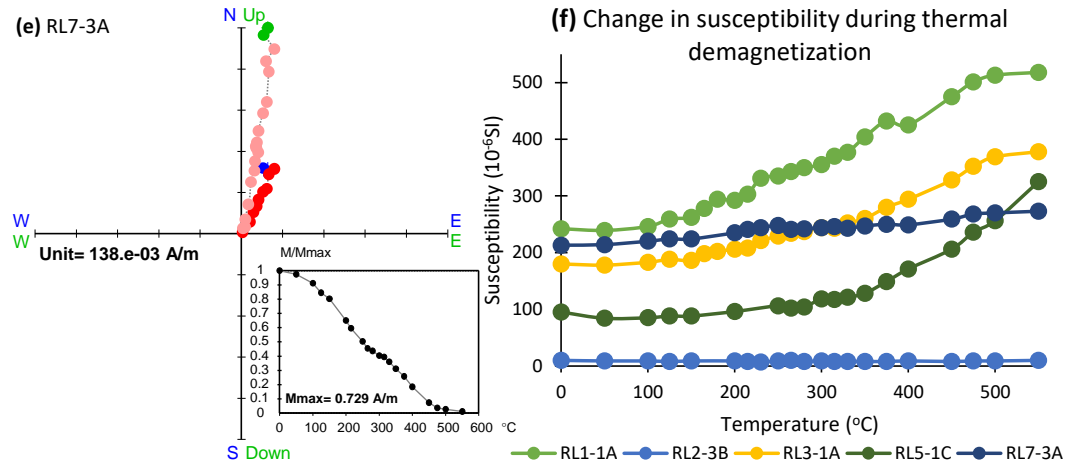 (e) RL7-3A
N Up
W E
W E
Unit= 138.e-03 A/m
S Down
M/Mmax
1
0.9
0.8
0.7
0.6
0.5
0.4
0.3
0.2
0.1
0
Mmax= 0.729 A/m
0 100 200 300 400 500 600 °C
(f) Change in susceptibility during thermal
demagnetization
Susceptibility (10⁻⁶SI)
500
400
300
200
100
0
0 100 200 300 400 500
Temperature (°C)
RL1-1A RL2-3B RL3-1A RL5-1C RL7-3A